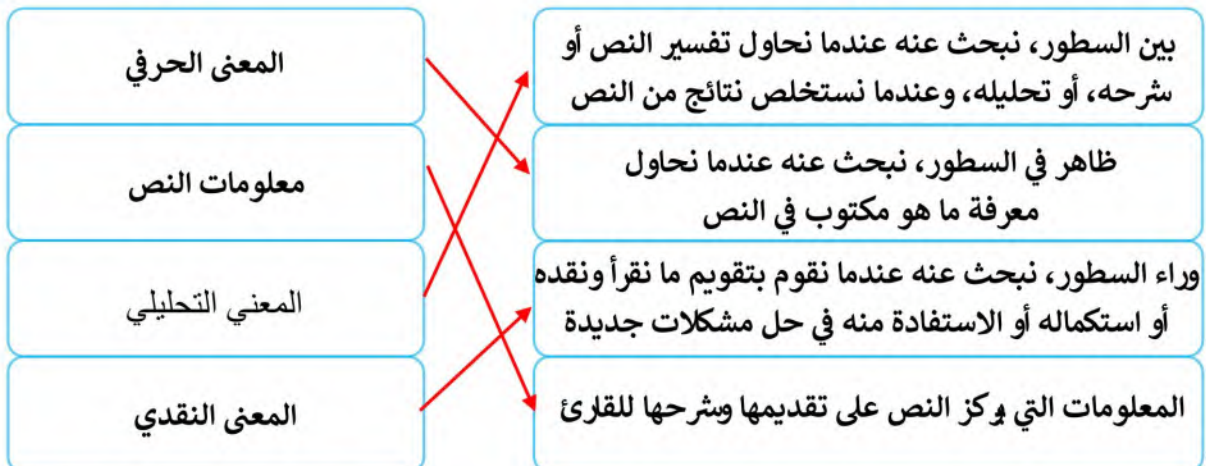 بين السطور، نبحث عنه عندما نحاول تفسير النص أو
شرحه، أو تحليله، وعندما نستخلص نتائج من النص
المعنى الحرفي
ظاهر في السطور، نبحث عنه عندما نحاول
معرفة ما هو مكتوب في النص
معلومات النص
وراء السطور، نبحث عنه عندما نقوم بتقويم ما نقرأ ونقده
أو استكماله أو الاستفادة منه في حل مشكلات جديدة
المعني التحليلي
المعلومات التي يركز النص على تقديمها وشرحها للقارئ
المعنى النقدي